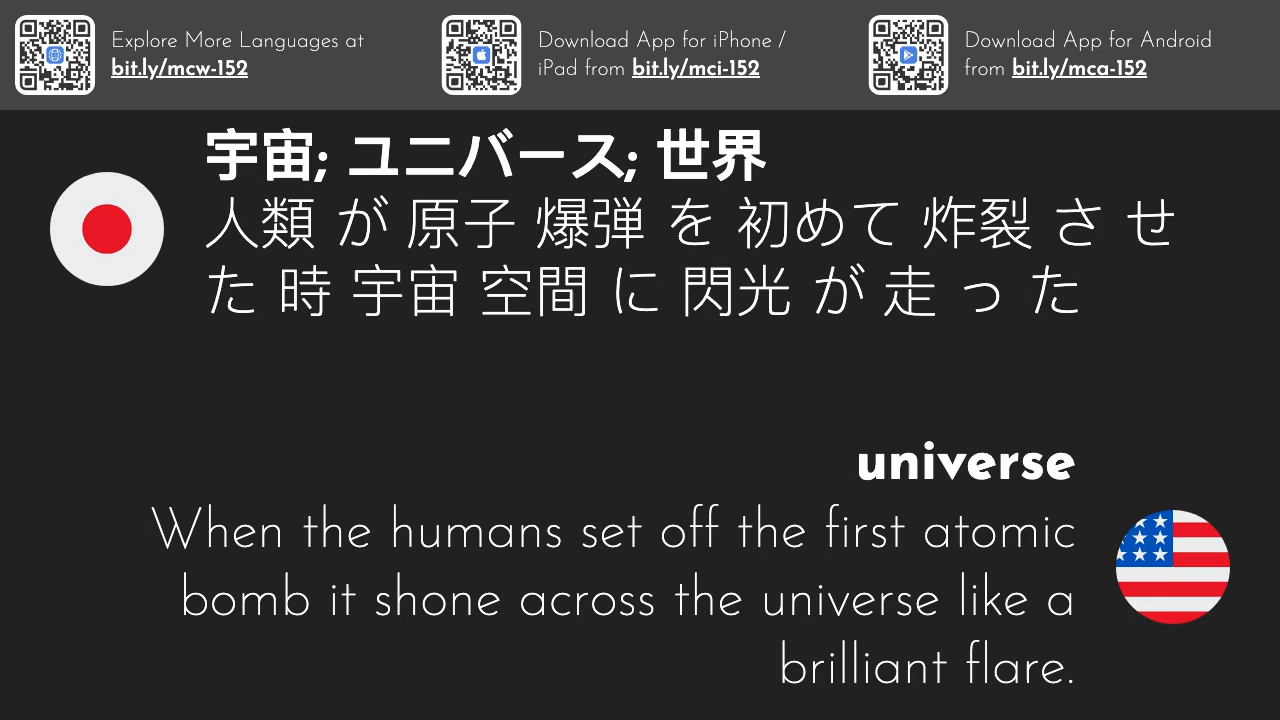 Explore More Languages at
bit.ly/mcw-152
Download App for iPhone /
iPad from bit.ly/mci-152
Download App for Android
from bit.ly/mca-152
宇宙; ユニバース; 世界
人類 が 原子 爆弾 を 初めて 炸裂 さ せ
た 時 宇宙 空間 に 閃光 が 走 っ た
universe
When the humans set off the first atomic
bomb it shone across the universe like a
brilliant flare.